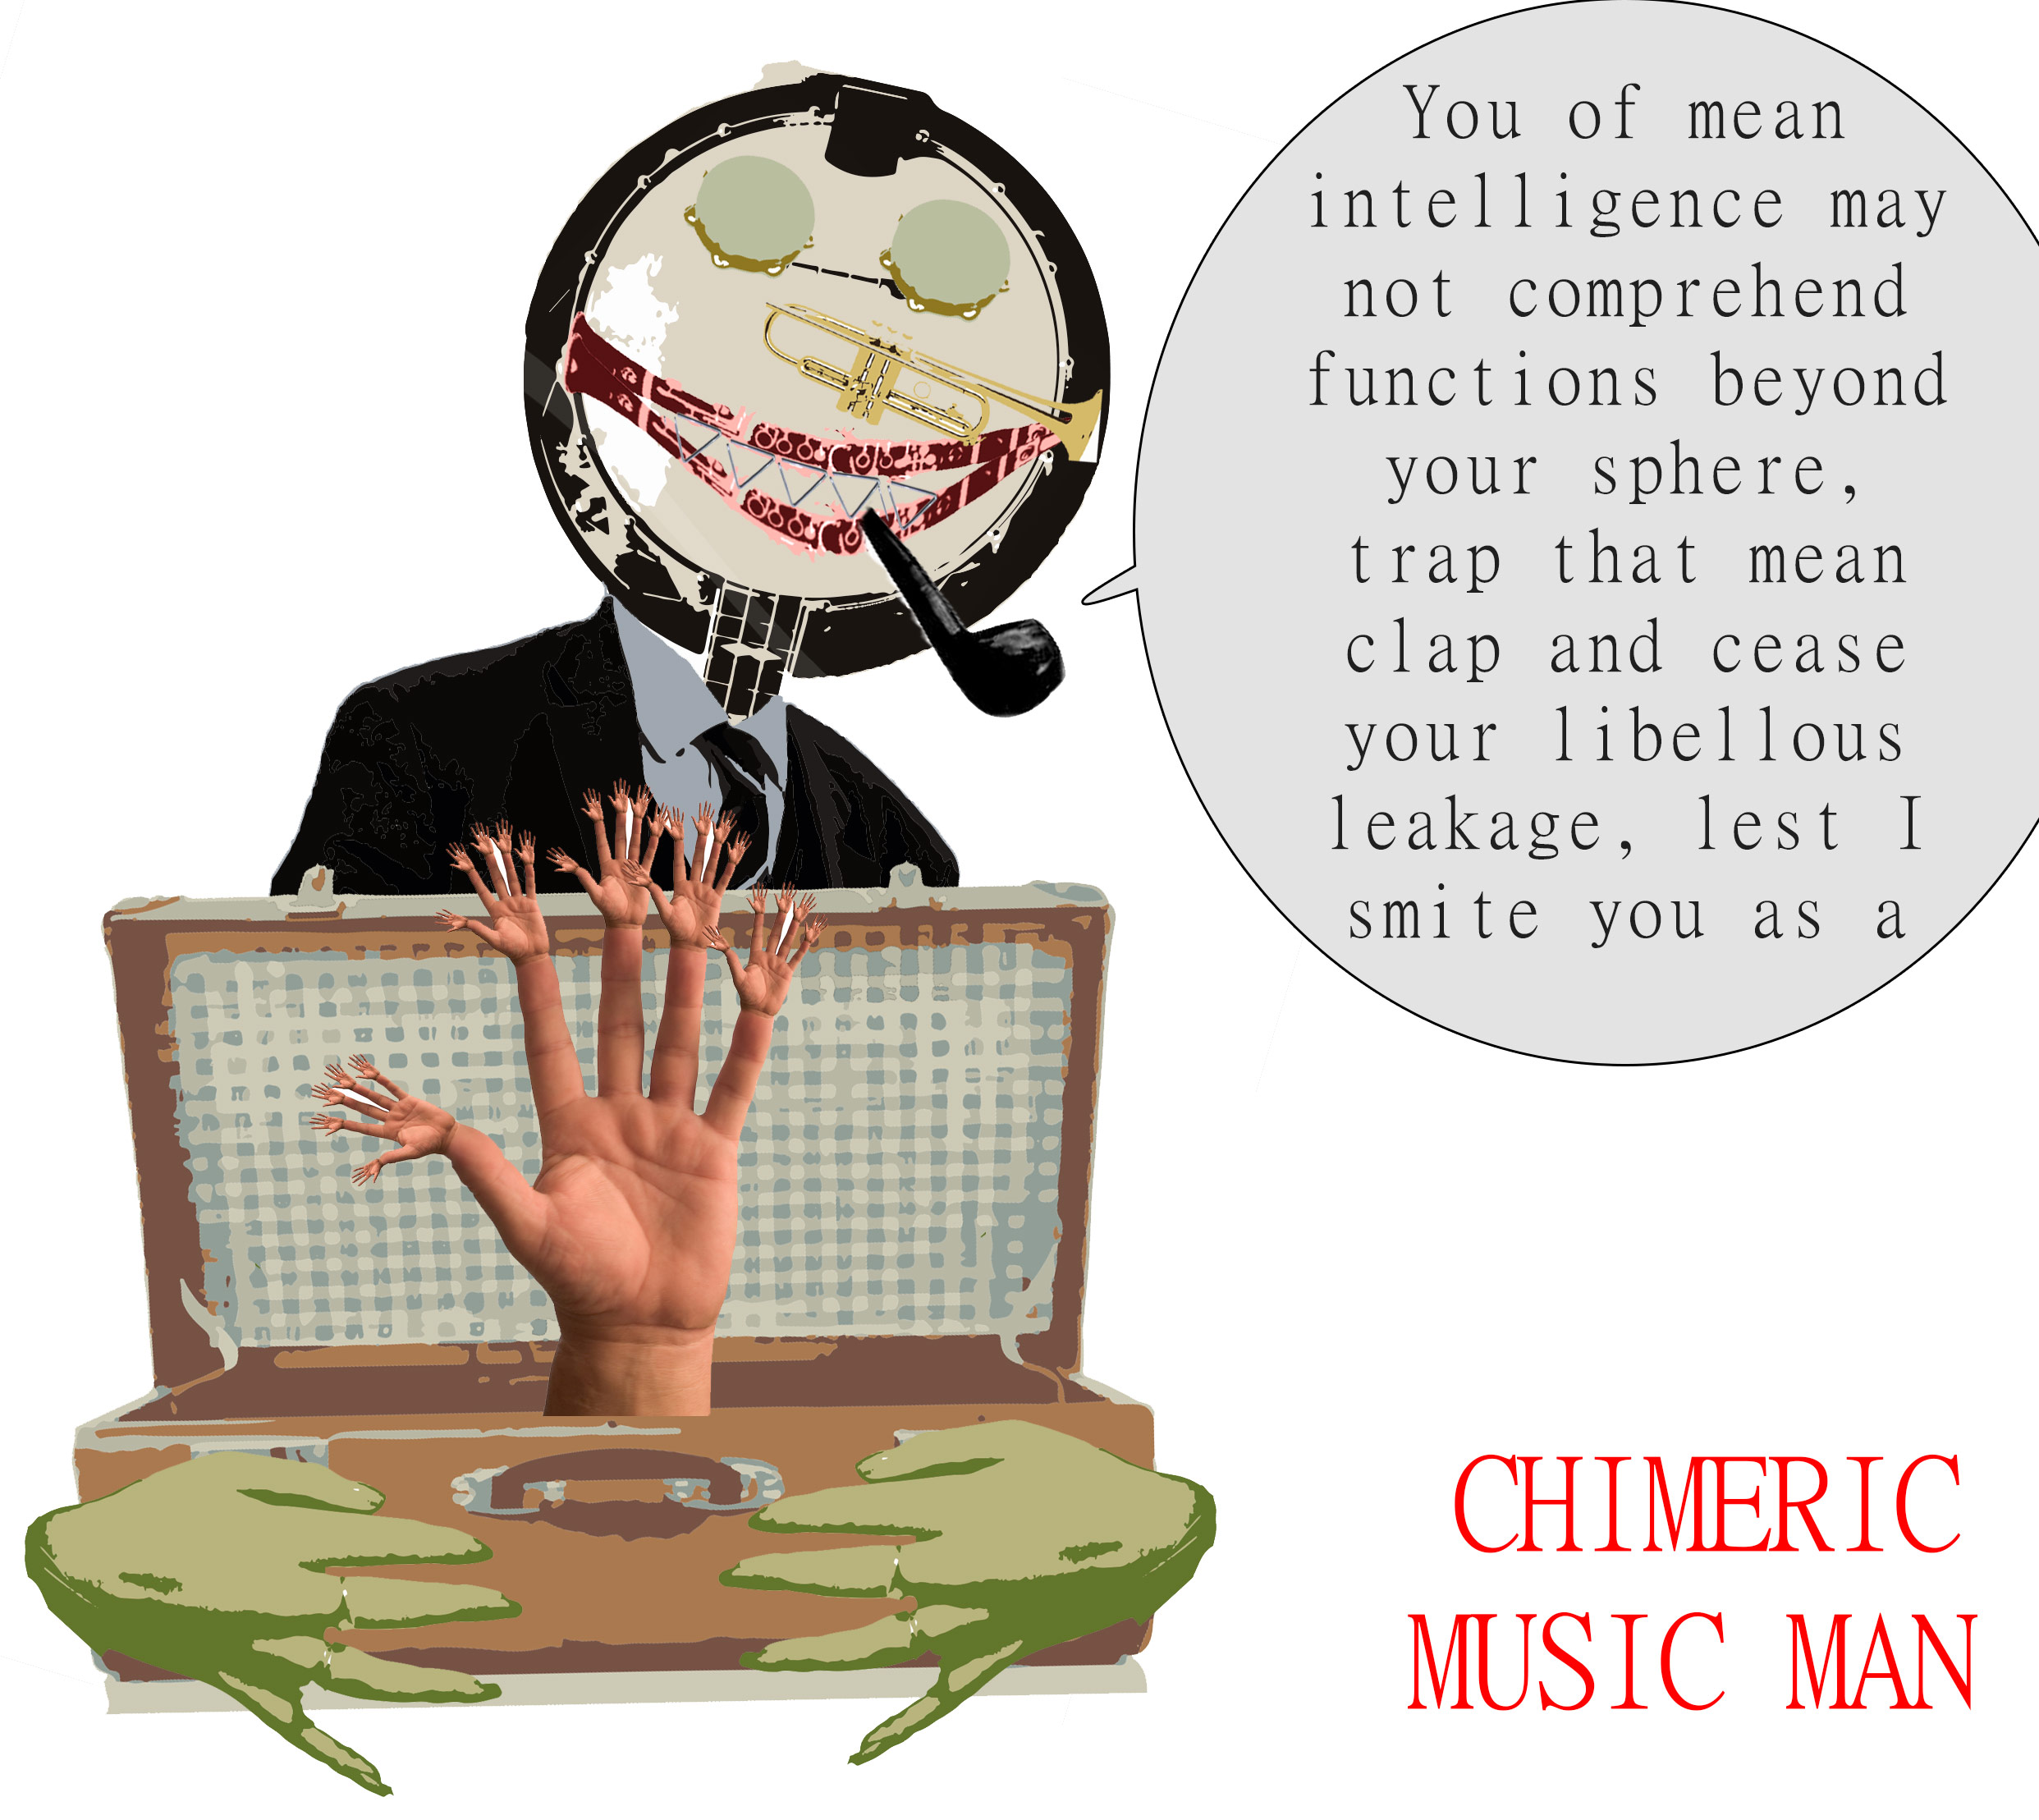 You of mean
intelligence may
not comprehend
functions beyond
your sphere,
trap that mean
clap and cease
your libellous
leakage, lest I
smite you as a
CHIMERIC
MUSIC MAN